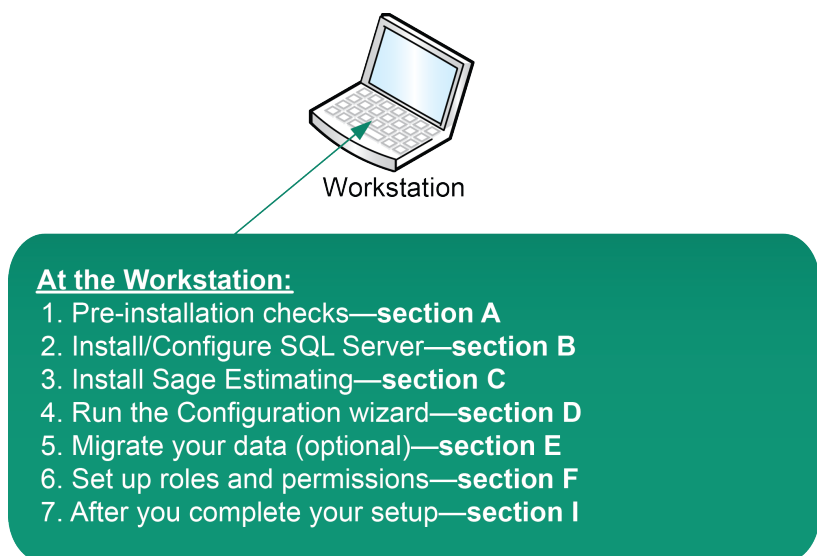 Workstation
At the Workstation:
1. Pre-installation checks—section A
2. Install/Configure SQL Server—section B
3. Install Sage Estimating—section C
4. Run the Configuration wizard—section D
5. Migrate your data (optional)—section E
6. Set up roles and permissions—section F
7. After you complete your setup—section I